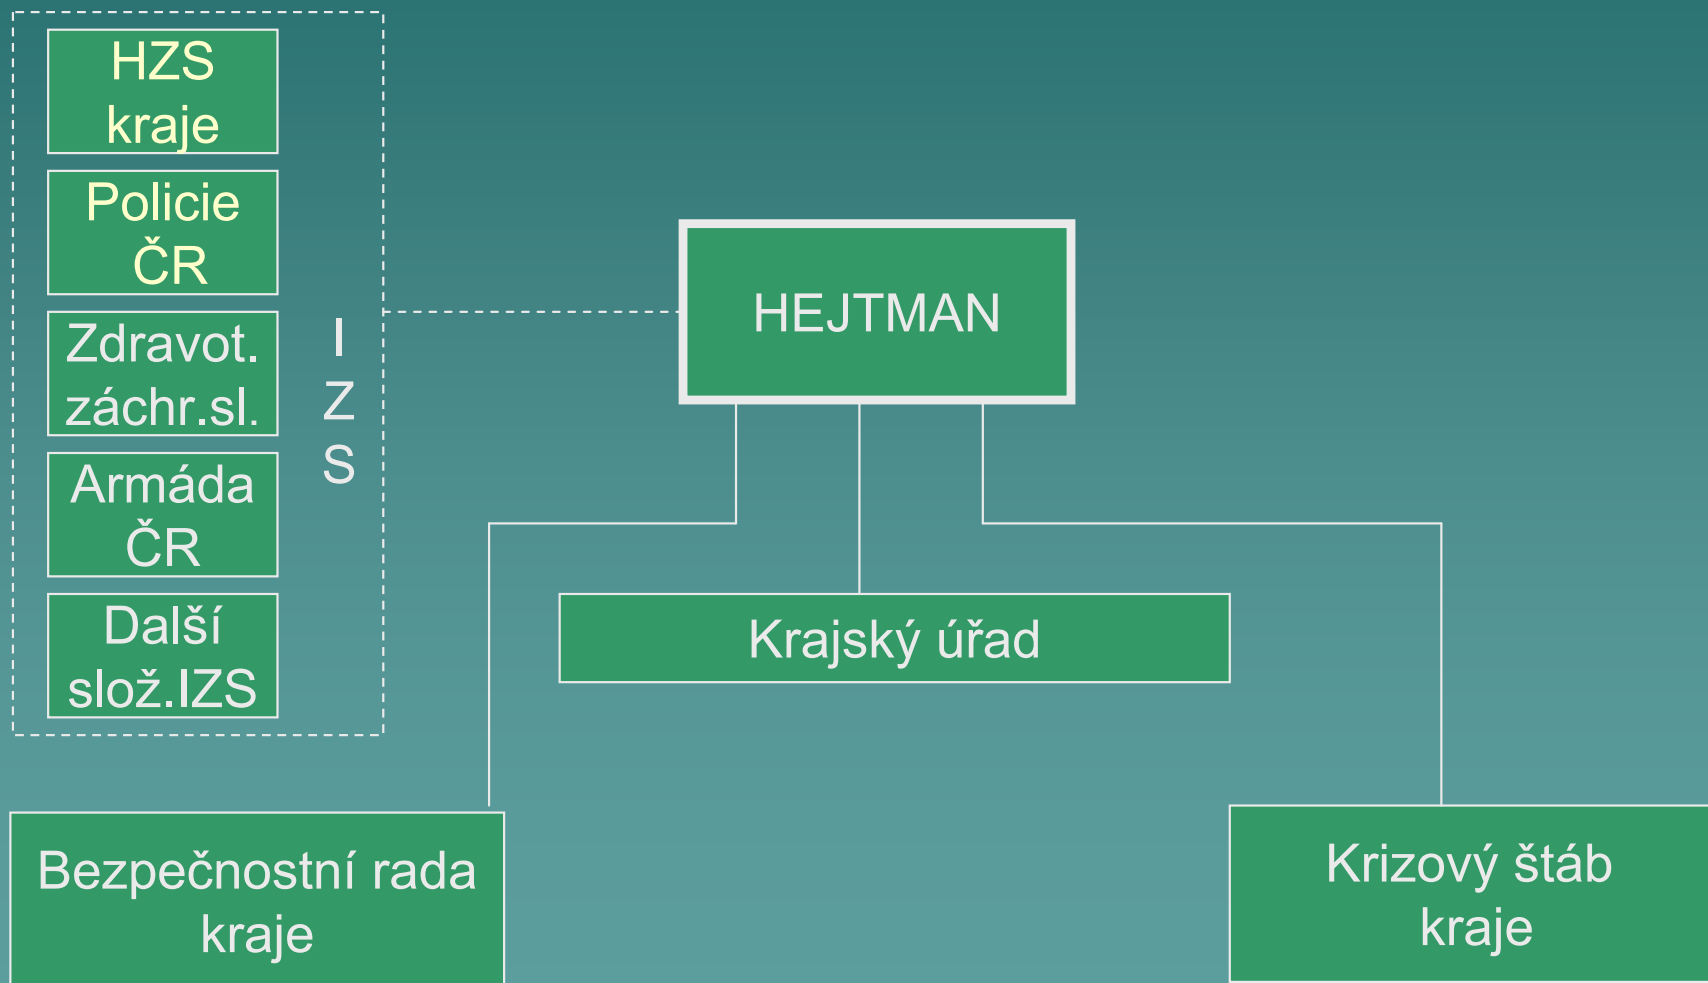 HZS
kraje
Policie
ČR
Zdravot.
záchr.sl.
Armáda
ČR
Další
slož.IZS
I
Z
S
HEJTMAN
Krajský úřad
Bezpečnostní rada
kraje
Krizový štáb
kraje